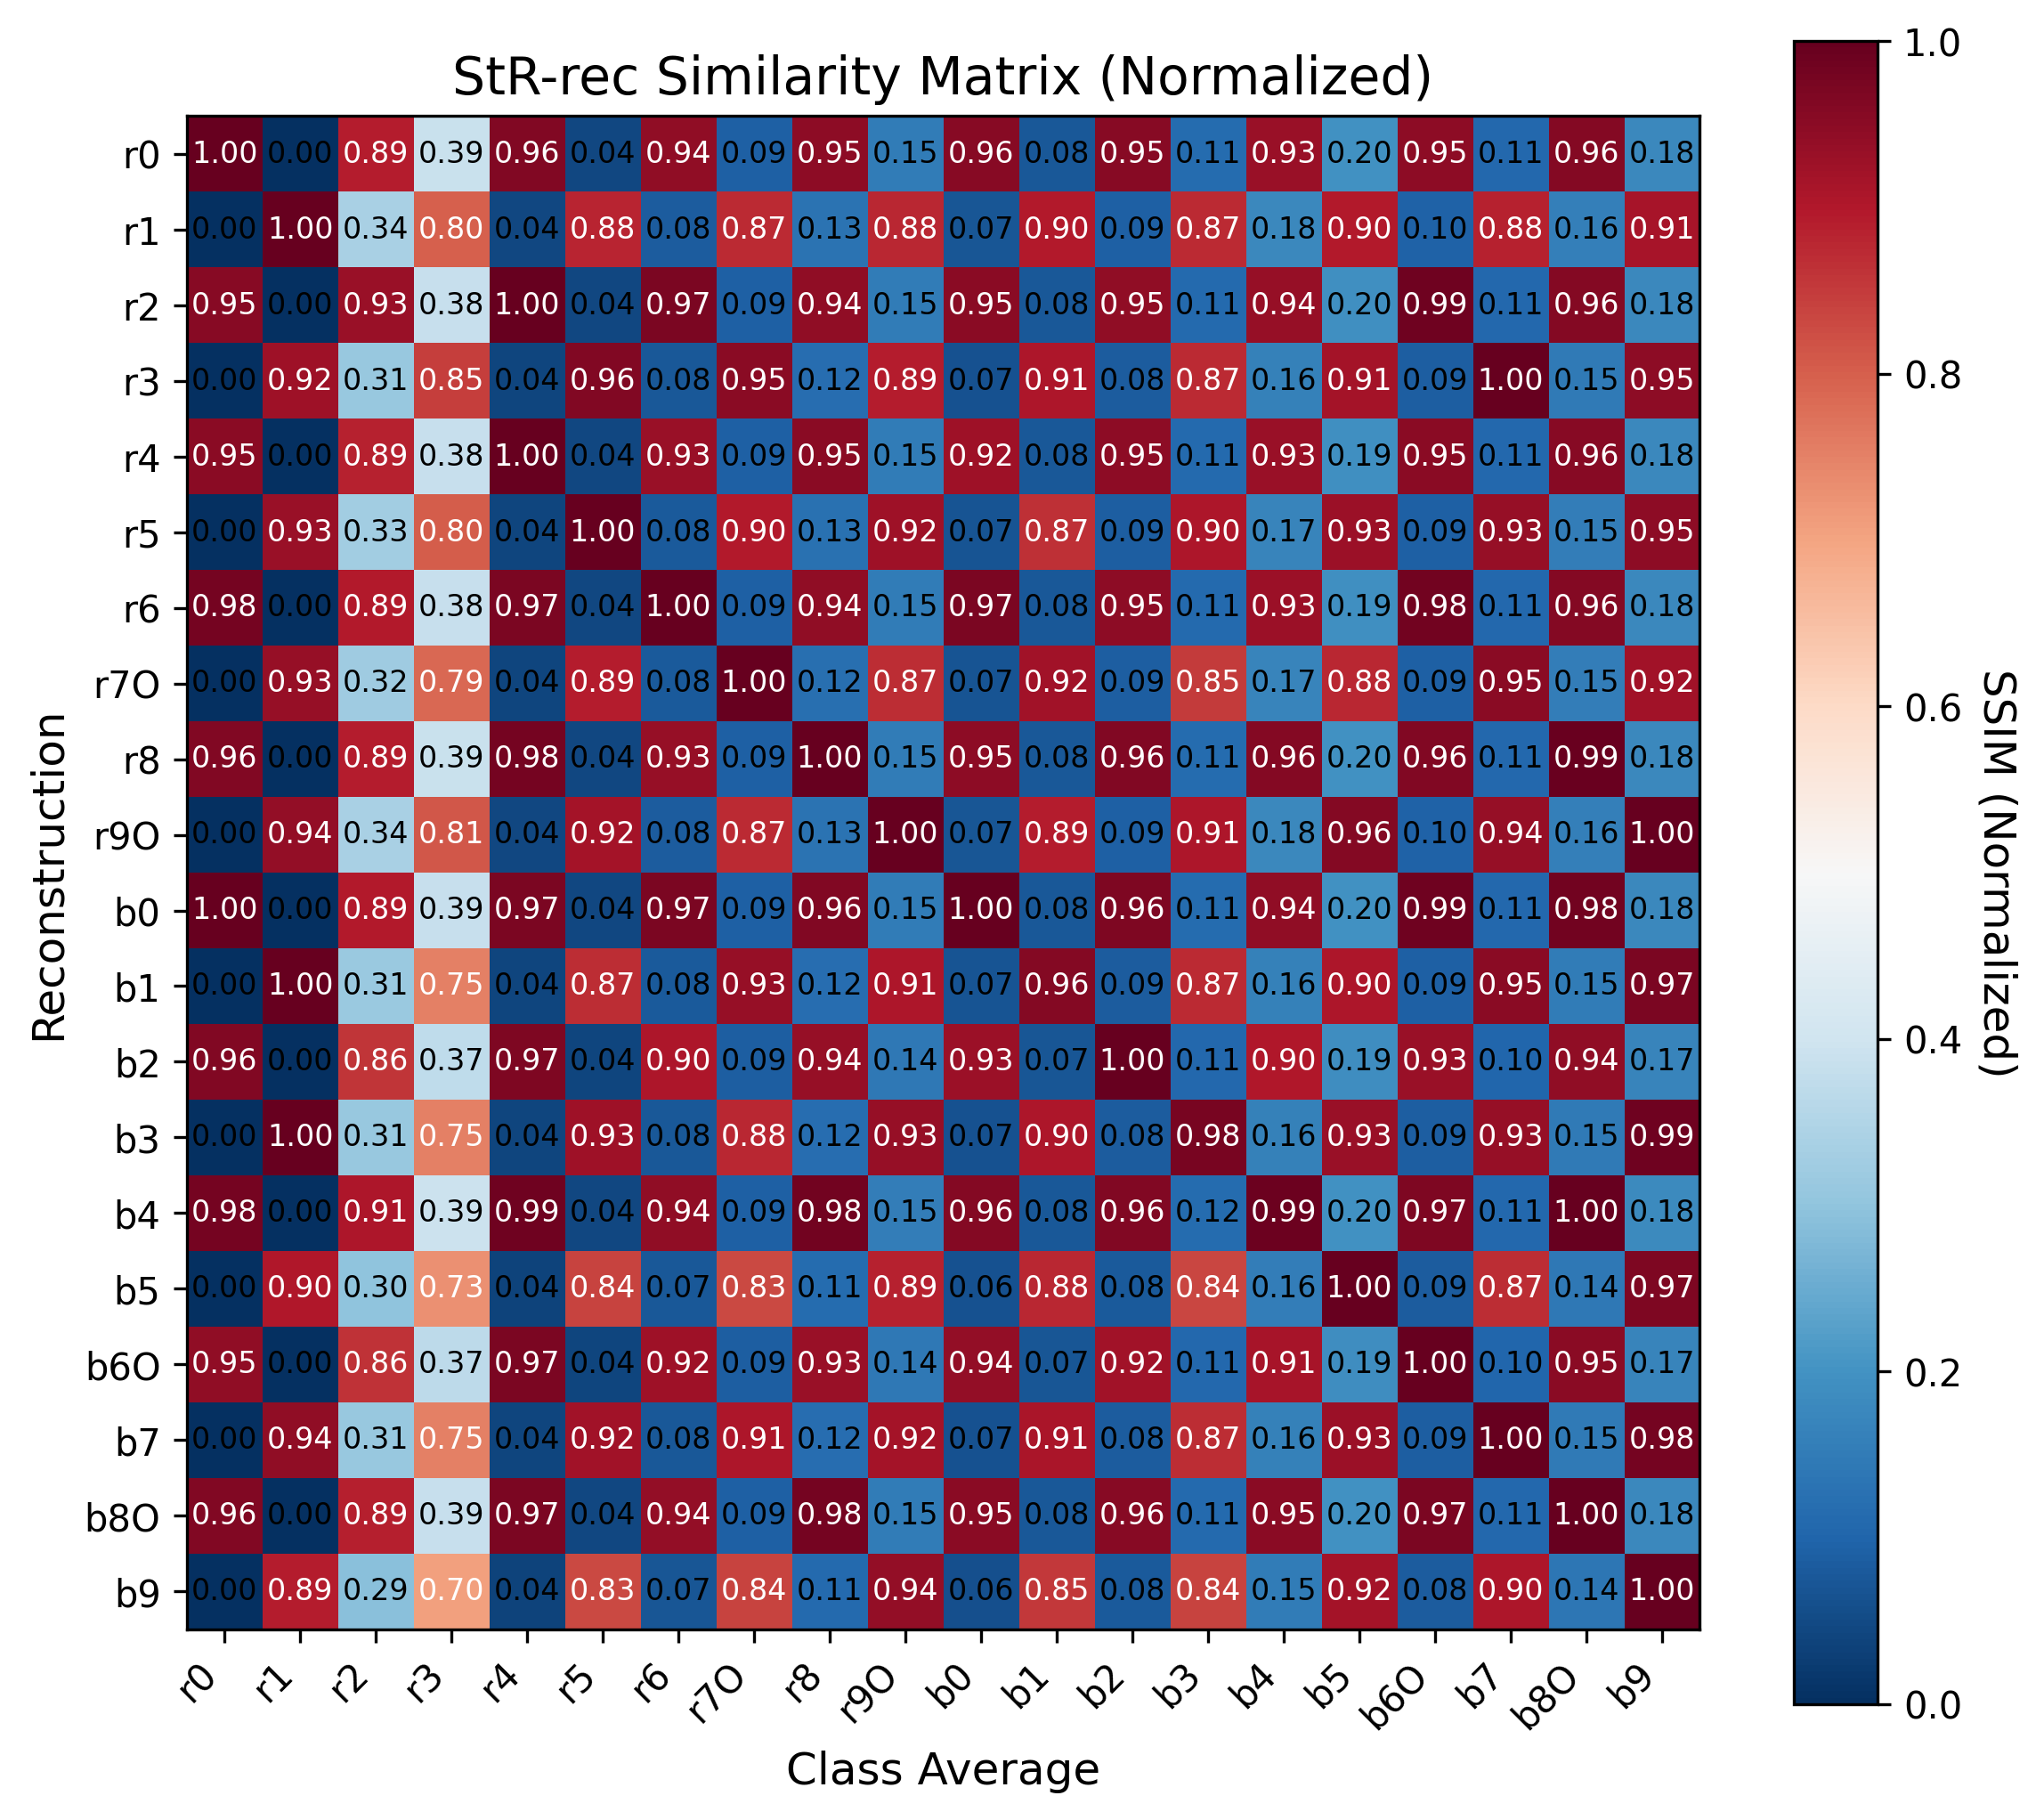 StR-rec Similarity Matrix (Normalized)
r0 1.00 0.00 0.89 0.39 0.96 0.04 0.94 0.09 0.95 0.15 0.96 0.08 0.95 0.11 0.93 0.20 0.95 0.11 0.96 0.18
r1 0.00 1.00 0.34 0.80 0.04 0.88 0.08 0.87 0.13 0.88 0.07 0.90 0.09 0.87 0.18 0.90 0.10 0.88 0.16 0.91
r2 0.95 0.00 0.93 0.38 1.00 0.04 0.97 0.09 0.94 0.15 0.95 0.08 0.95 0.11 0.94 0.20 0.99 0.11 0.96 0.18
r3 0.00 0.92 0.31 0.85 0.04 0.96 0.08 0.95 0.12 0.89 0.07 0.91 0.08 0.87 0.16 0.91 0.09 1.00 0.15 0.95
r4 0.95 0.00 0.89 0.38 1.00 0.04 0.93 0.09 0.95 0.15 0.92 0.08 0.95 0.11 0.93 0.19 0.95 0.11 0.96 0.18
r5 0.00 0.93 0.33 0.80 0.04 1.00 0.08 0.90 0.13 0.92 0.07 0.87 0.09 0.90 0.17 0.93 0.09 0.93 0.15 0.95
r6 0.98 0.00 0.89 0.38 0.97 0.04 1.00 0.09 0.94 0.15 0.97 0.08 0.95 0.11 0.93 0.19 0.98 0.11 0.96 0.18
r7O 0.00 0.93 0.32 0.79 0.04 0.89 0.08 1.00 0.12 0.87 0.07 0.92 0.09 0.85 0.17 0.88 0.09 0.95 0.15 0.92
r8 0.96 0.00 0.89 0.39 0.98 0.04 0.93 0.09 1.00 0.15 0.95 0.08 0.96 0.11 0.96 0.20 0.96 0.11 0.99 0.18
r9O 0.00 0.94 0.34 0.81 0.04 0.92 0.08 0.87 0.13 1.00 0.07 0.89 0.09 0.91 0.18 0.96 0.10 0.94 0.16 1.00
b0 1.00 0.00 0.89 0.39 0.97 0.04 0.97 0.09 0.96 0.15 1.00 0.08 0.96 0.11 0.94 0.20 0.99 0.11 0.98 0.18
b1 0.00 1.00 0.31 0.75 0.04 0.87 0.08 0.93 0.12 0.91 0.07 0.96 0.09 0.87 0.16 0.90 0.09 0.95 0.15 0.97
b2 0.96 0.00 0.86 0.37 0.97 0.04 0.90 0.09 0.94 0.14 0.93 0.07 1.00 0.11 0.90 0.19 0.93 0.10 0.94 0.17
b3 0.00 1.00 0.31 0.75 0.04 0.93 0.08 0.88 0.12 0.93 0.07 0.90 0.08 0.98 0.16 0.93 0.09 0.93 0.15 0.99
b4 0.98 0.00 0.91 0.39 0.99 0.04 0.94 0.09 0.98 0.15 0.96 0.08 0.96 0.12 0.99 0.20 0.97 0.11 1.00 0.18
b5 0.00 0.90 0.30 0.73 0.04 0.84 0.07 0.83 0.11 0.89 0.06 0.88 0.08 0.84 0.16 1.00 0.09 0.87 0.14 0.97
b6O 0.95 0.00 0.86 0.37 0.97 0.04 0.92 0.09 0.93 0.14 0.94 0.07 0.92 0.11 0.91 0.19 1.00 0.10 0.95 0.17
b7 0.00 0.94 0.31 0.75 0.04 0.92 0.08 0.91 0.12 0.92 0.07 0.91 0.08 0.87 0.16 0.93 0.09 1.00 0.15 0.98
b8O 0.96 0.00 0.89 0.39 0.97 0.04 0.94 0.09 0.98 0.15 0.95 0.08 0.96 0.11 0.95 0.20 0.97 0.11 1.00 0.18
b9 0.00 0.89 0.29 0.70 0.04 0.83 0.07 0.84 0.11 0.94 0.06 0.85 0.08 0.84 0.15 0.92 0.08 0.90 0.14 1.00
r0 r1 r2 r3 r4 r5 r6 r7O r8 r9O b0 b1 b2 b3 b4 b5 b6O b7 b8O b9
Class Average
Reconstruction
1.0
0.8
0.6
0.4
0.2
0.0
SSIM (Normalized)